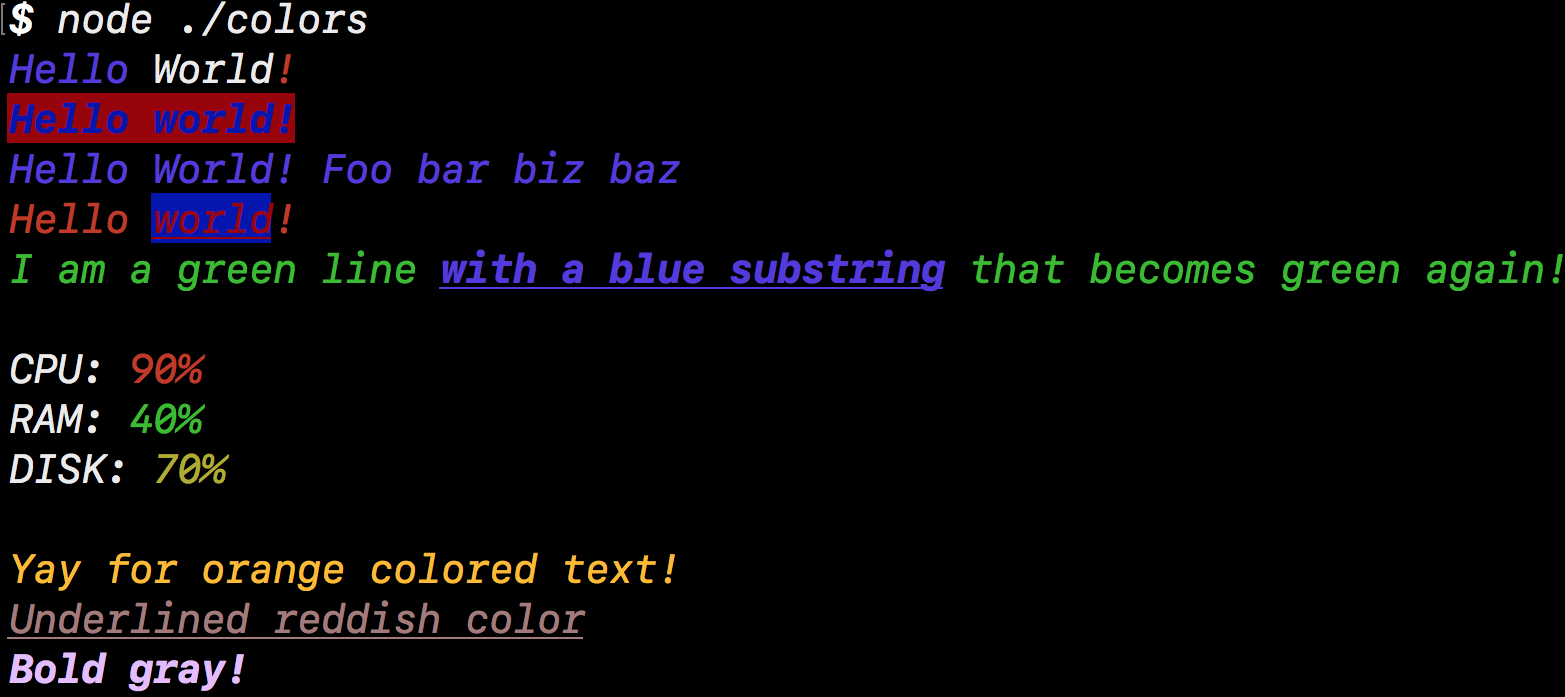 $ node ./colors
Hello World!
Hello world!
Hello World! Foo bar biz baz
Hello world!
I am a green line with a blue substring that becomes green again!
CPU: 90%
RAM: 40%
DISK: 70%
Yay for orange colored text!
Underlined reddish color
Bold gray!